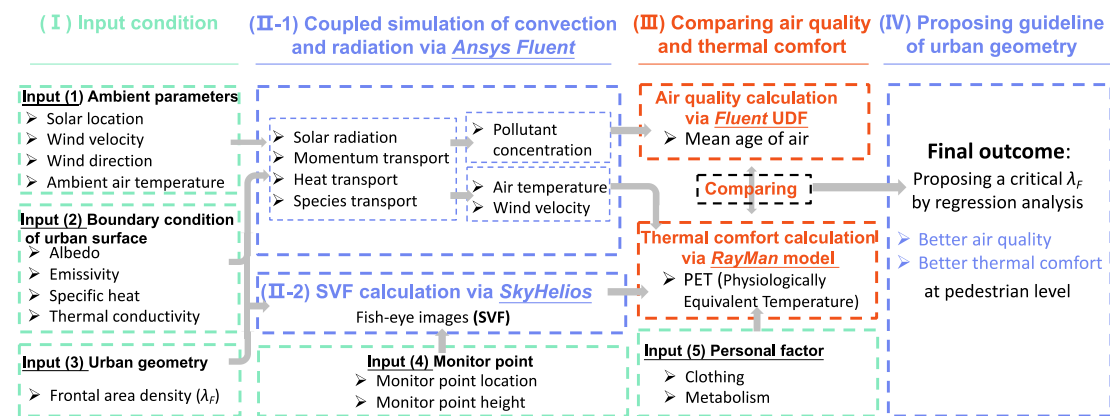 (Ⅰ) Input condition
(Ⅱ-1) Coupled simulation of convection
and radiation via Ansys Fluent
(Ⅲ) Comparing air quality
and thermal comfort
(Ⅳ) Proposing guideline
of urban geometry
Input (1) Ambient parameters
➢ Solar location
➢ Wind velocity
➢ Wind direction
➢ Ambient air temperature
Input (2) Boundary condition
of urban surface
➢ Albedo
➢ Emissivity
➢ Specific heat
➢ Thermal conductivity
Input (3) Urban geometry
➢ Frontal area density (λF)
➢ Solar radiation
➢ Momentum transport
➢ Heat transport
➢ Species transport
➢ Pollutant
concentration
➢ Air temperature
➢ Wind velocity
(Ⅱ-2) SVF calculation via SkyHelios
Fish-eye images (SVF)
Input (4) Monitor point
➢ Monitor point location
➢ Monitor point height
Air quality calculation
via Fluent UDF
➢ Mean age of air
Comparing
Thermal comfort calculation
via RayMan model
➢ PET (Physiologically
Equivalent Temperature)
Input (5) Personal factor
➢ Clothing
➢ Metabolism
Final outcome:
Proposing a critical λF
by regression analysis
➢ Better air quality
➢ Better thermal comfort
at pedestrian level